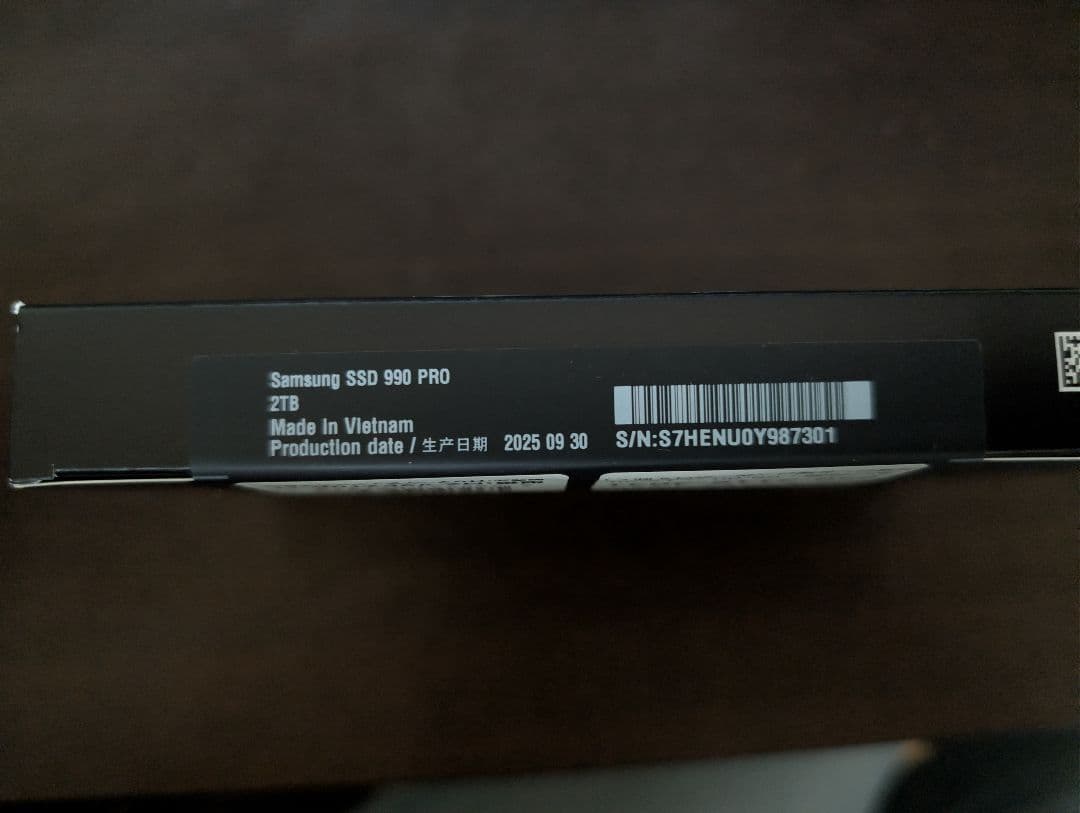 Samsung SSD 990 PRO
2TB
Made in Vietnam
Production date / 生产日期 2025 09 30
S/N:S7HENU0Y987301